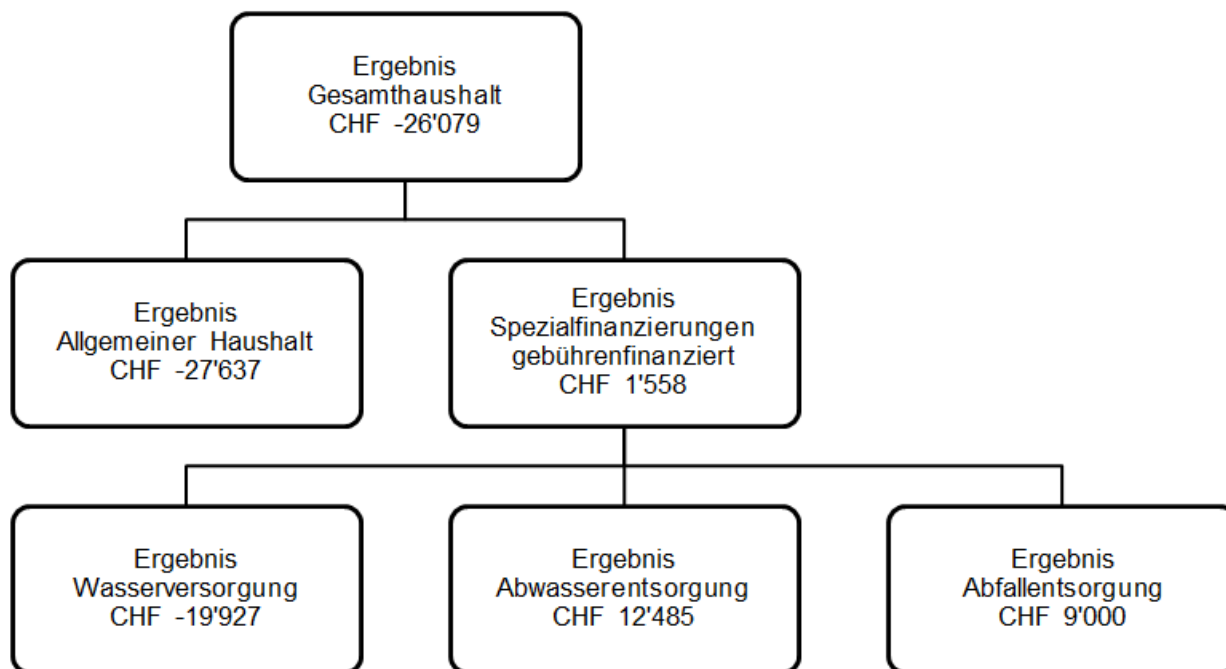 Ergebnis
Gesamthaushalt
CHF -26'079
Ergebnis
Allgemeiner Haushalt
CHF -27'637
Ergebnis
Spezialfinanzierungen
gebührenfinanziert
CHF 1'558
Ergebnis
Wasserversorgung
CHF -19'927
Ergebnis
Abwasserentsorgung
CHF 12'485
Ergebnis
Abfallentsorgung
CHF 9'000